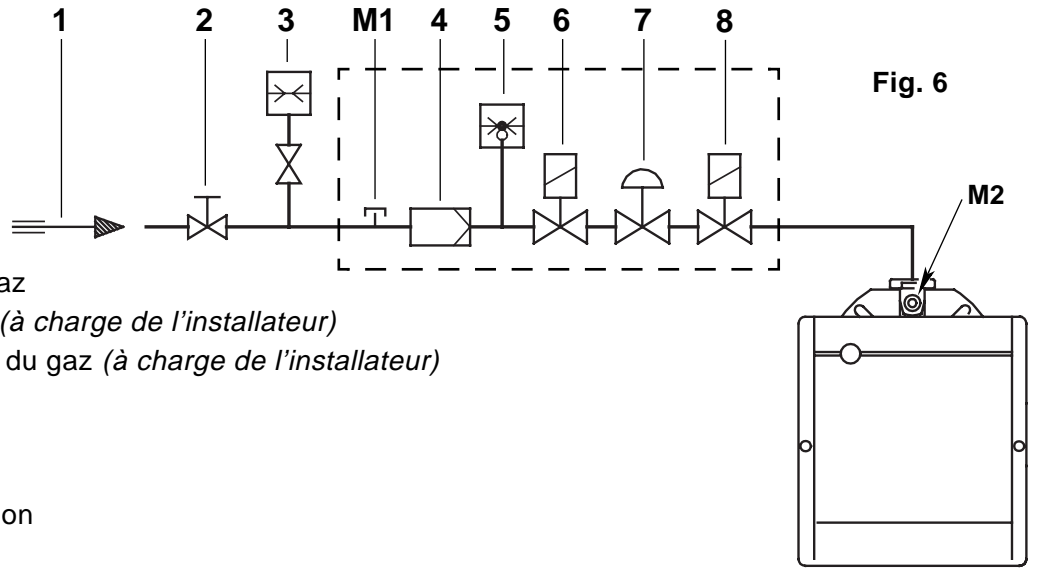 1 2 3 M1 4 5 6 7 8
Fig. 6
M2
az
(à charge de l'installateur)
du gaz (à charge de l'installateur)
on